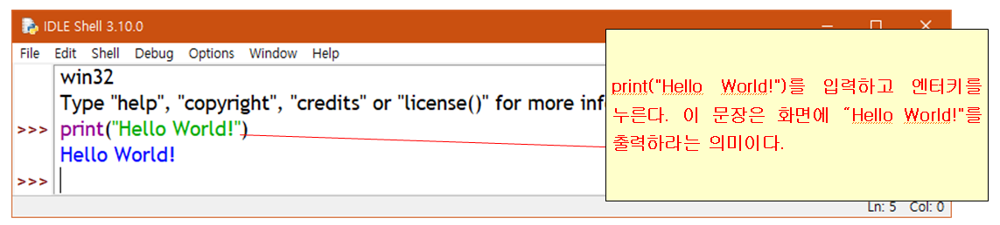 IDLE Shell 3.10.0
File Edit Shell Debug Options Window Help
win32
Type "help", "copyright", "credits" or "license()" for more
>>> print("Hello World!")
Hello World!
>>>
print("Hello World!")를 입력하고 엔터키를
누른다. 이 문장은 화면에 “Hello World!"를
출력하라는 의미이다.
Ln: 5 Col: 0